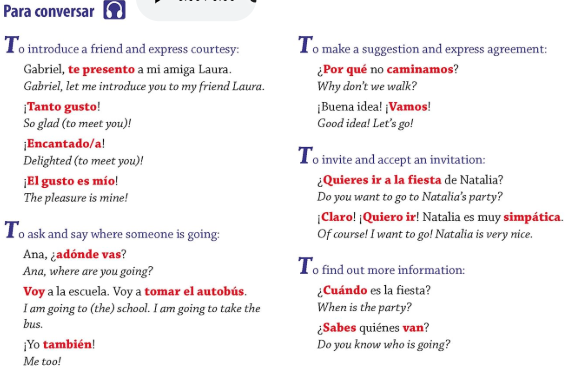 Para conversar
To introduce a friend and express courtesy:
Gabriel, te presento a mi amiga Laura.
Gabriel, let me introduce you to my friend Laura.
¡Tanto gusto!
So glad (to meet you)!
¡Encantado/a!
Delighted (to meet you)!
¡El gusto es mío!
The pleasure is mine!
To ask and say where someone is going:
Ana, ¿adónde vas?
Ana, where are you going?
Voy a la escuela. Voy a tomar el autobús.
I am going to (the) school. I am going to take the
bus.
¡Yo también!
Me too!
To make a suggestion and express agreement:
¿Por qué no caminamos?
Why don't we walk?
¡Buena idea! ¡Vamos!
Good idea! Let's go!
To invite and accept an invitation:
¿Quieres ir a la fiesta de Natalia?
Do you want to go to Natalia's party?
¡Claro! ¡Quiero ir! Natalia es muy simpática.
Of course! I want to go! Natalia is very nice.
To find out more information:
¿Cuándo es la fiesta?
When is the party?
¿Sabes quiénes van?
Do you know who is going?